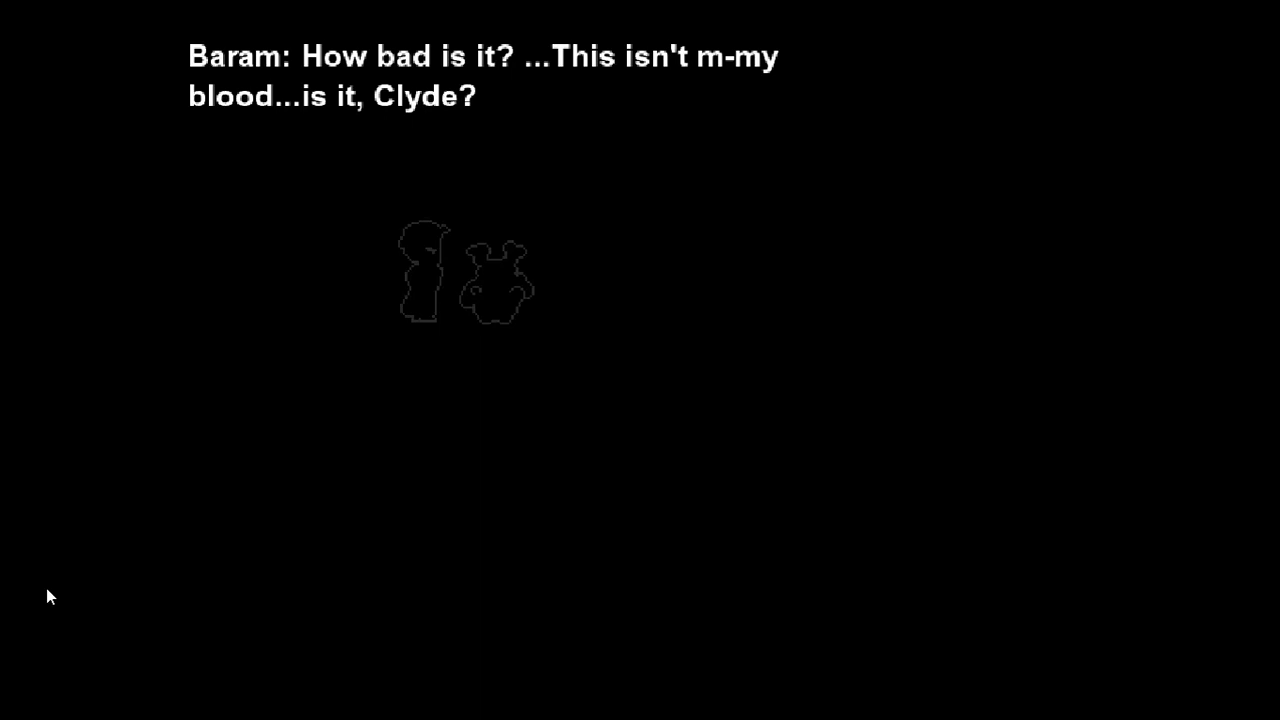 Baram: How bad is it? ...This isn't m-my
blood...is it, Clyde?